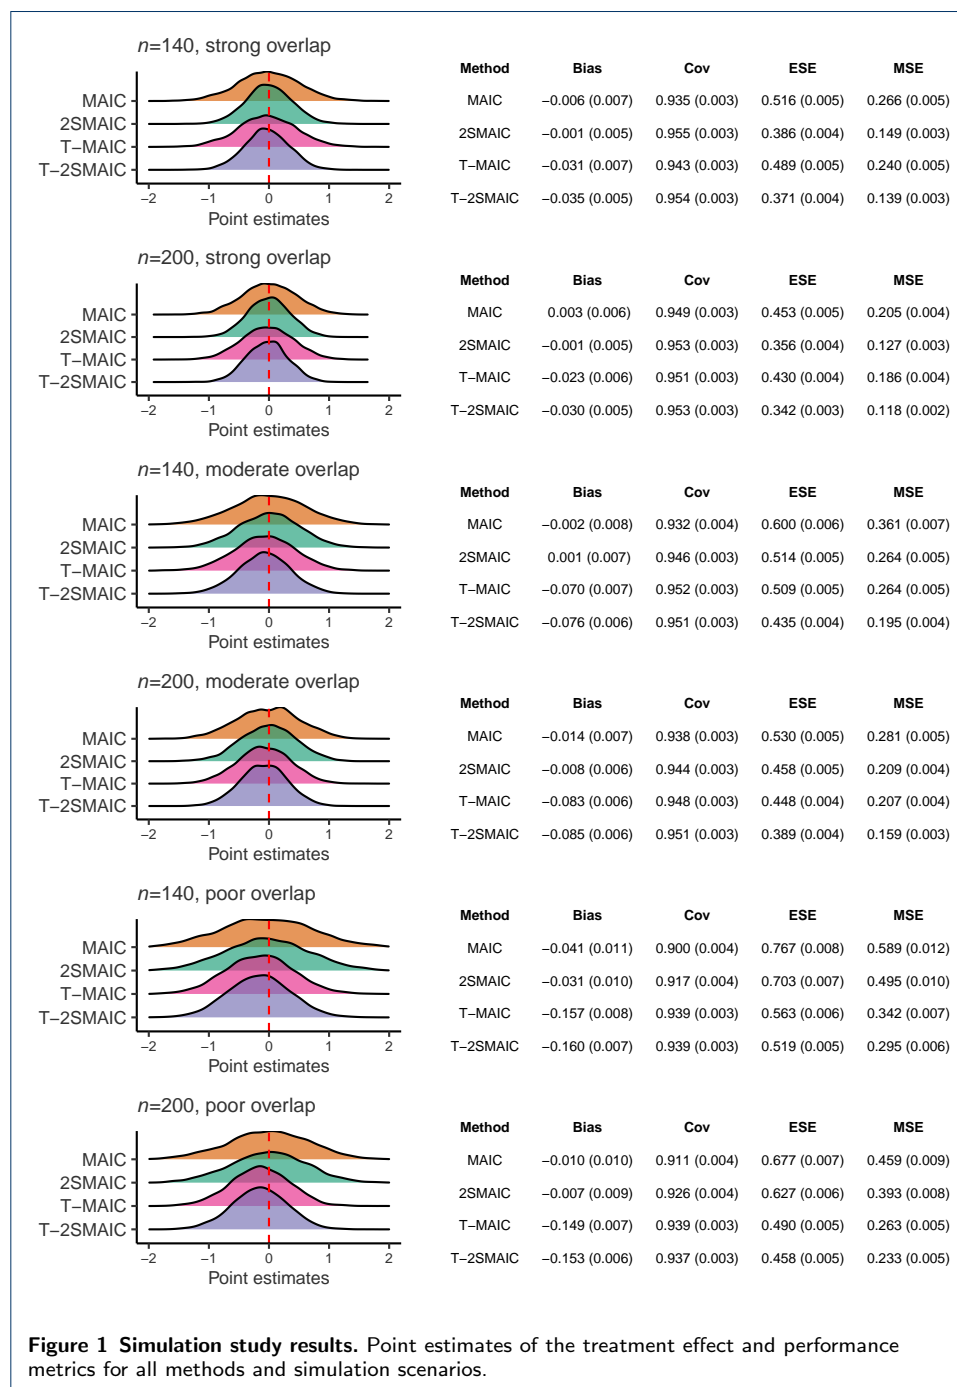 n=140, strong overlap
MAIC
2SMAIC
T−MAIC
T−2SMAIC
−2 −1 0 1 2
Point estimates
Method Bias Cov ESE MSE
MAIC −0.006 (0.007) 0.935 (0.003) 0.516 (0.005) 0.266 (0.005)
2SMAIC −0.001 (0.005) 0.955 (0.003) 0.386 (0.004) 0.149 (0.003)
T−MAIC −0.031 (0.007) 0.943 (0.003) 0.489 (0.005) 0.240 (0.005)
T−2SMAIC −0.035 (0.005) 0.954 (0.003) 0.371 (0.004) 0.139 (0.003)
n=200, strong overlap
MAIC
2SMAIC
T−MAIC
T−2SMAIC
−2 −1 0 1 2
Point estimates
Method Bias Cov ESE MSE
MAIC 0.003 (0.006) 0.949 (0.003) 0.453 (0.005) 0.205 (0.004)
2SMAIC −0.001 (0.005) 0.953 (0.003) 0.356 (0.004) 0.127 (0.003)
T−MAIC −0.023 (0.006) 0.951 (0.003) 0.430 (0.004) 0.186 (0.004)
T−2SMAIC −0.030 (0.005) 0.953 (0.003) 0.342 (0.003) 0.118 (0.002)
n=140, moderate overlap
MAIC
2SMAIC
T−MAIC
T−2SMAIC
−2 −1 0 1 2
Point estimates
Method Bias Cov ESE MSE
MAIC −0.002 (0.008) 0.932 (0.004) 0.600 (0.006) 0.361 (0.007)
2SMAIC 0.001 (0.007) 0.946 (0.003) 0.514 (0.005) 0.264 (0.005)
T−MAIC −0.070 (0.007) 0.952 (0.003) 0.509 (0.005) 0.264 (0.005)
T−2SMAIC −0.076 (0.006) 0.951 (0.003) 0.435 (0.004) 0.195 (0.004)
n=200, moderate overlap
MAIC
2SMAIC
T−MAIC
T−2SMAIC
−2 −1 0 1 2
Point estimates
Method Bias Cov ESE MSE
MAIC −0.014 (0.007) 0.938 (0.003) 0.530 (0.005) 0.281 (0.005)
2SMAIC −0.008 (0.006) 0.944 (0.003) 0.458 (0.005) 0.209 (0.004)
T−MAIC −0.083 (0.006) 0.948 (0.003) 0.448 (0.004) 0.207 (0.004)
T−2SMAIC −0.085 (0.006) 0.951 (0.003) 0.389 (0.004) 0.159 (0.003)
n=140, poor overlap
MAIC
2SMAIC
T−MAIC
T−2SMAIC
−2 −1 0 1 2
Point estimates
Method Bias Cov ESE MSE
MAIC −0.041 (0.011) 0.900 (0.004) 0.767 (0.008) 0.589 (0.012)
2SMAIC −0.031 (0.010) 0.917 (0.004) 0.703 (0.007) 0.495 (0.010)
T−MAIC −0.157 (0.008) 0.939 (0.003) 0.563 (0.006) 0.342 (0.007)
T−2SMAIC −0.160 (0.007) 0.939 (0.003) 0.519 (0.005) 0.295 (0.006)
n=200, poor overlap
MAIC
2SMAIC
T−MAIC
T−2SMAIC
−2 −1 0 1 2
Point estimates
Method Bias Cov ESE MSE
MAIC −0.010 (0.010) 0.911 (0.004) 0.677 (0.007) 0.459 (0.009)
2SMAIC −0.007 (0.009) 0.926 (0.004) 0.627 (0.006) 0.393 (0.008)
T−MAIC −0.149 (0.007) 0.939 (0.003) 0.490 (0.005) 0.263 (0.005)
T−2SMAIC −0.153 (0.006) 0.937 (0.003) 0.458 (0.005) 0.233 (0.005)
Figure 1 Simulation study results. Point estimates of the treatment effect and performance
metrics for all methods and simulation scenarios.